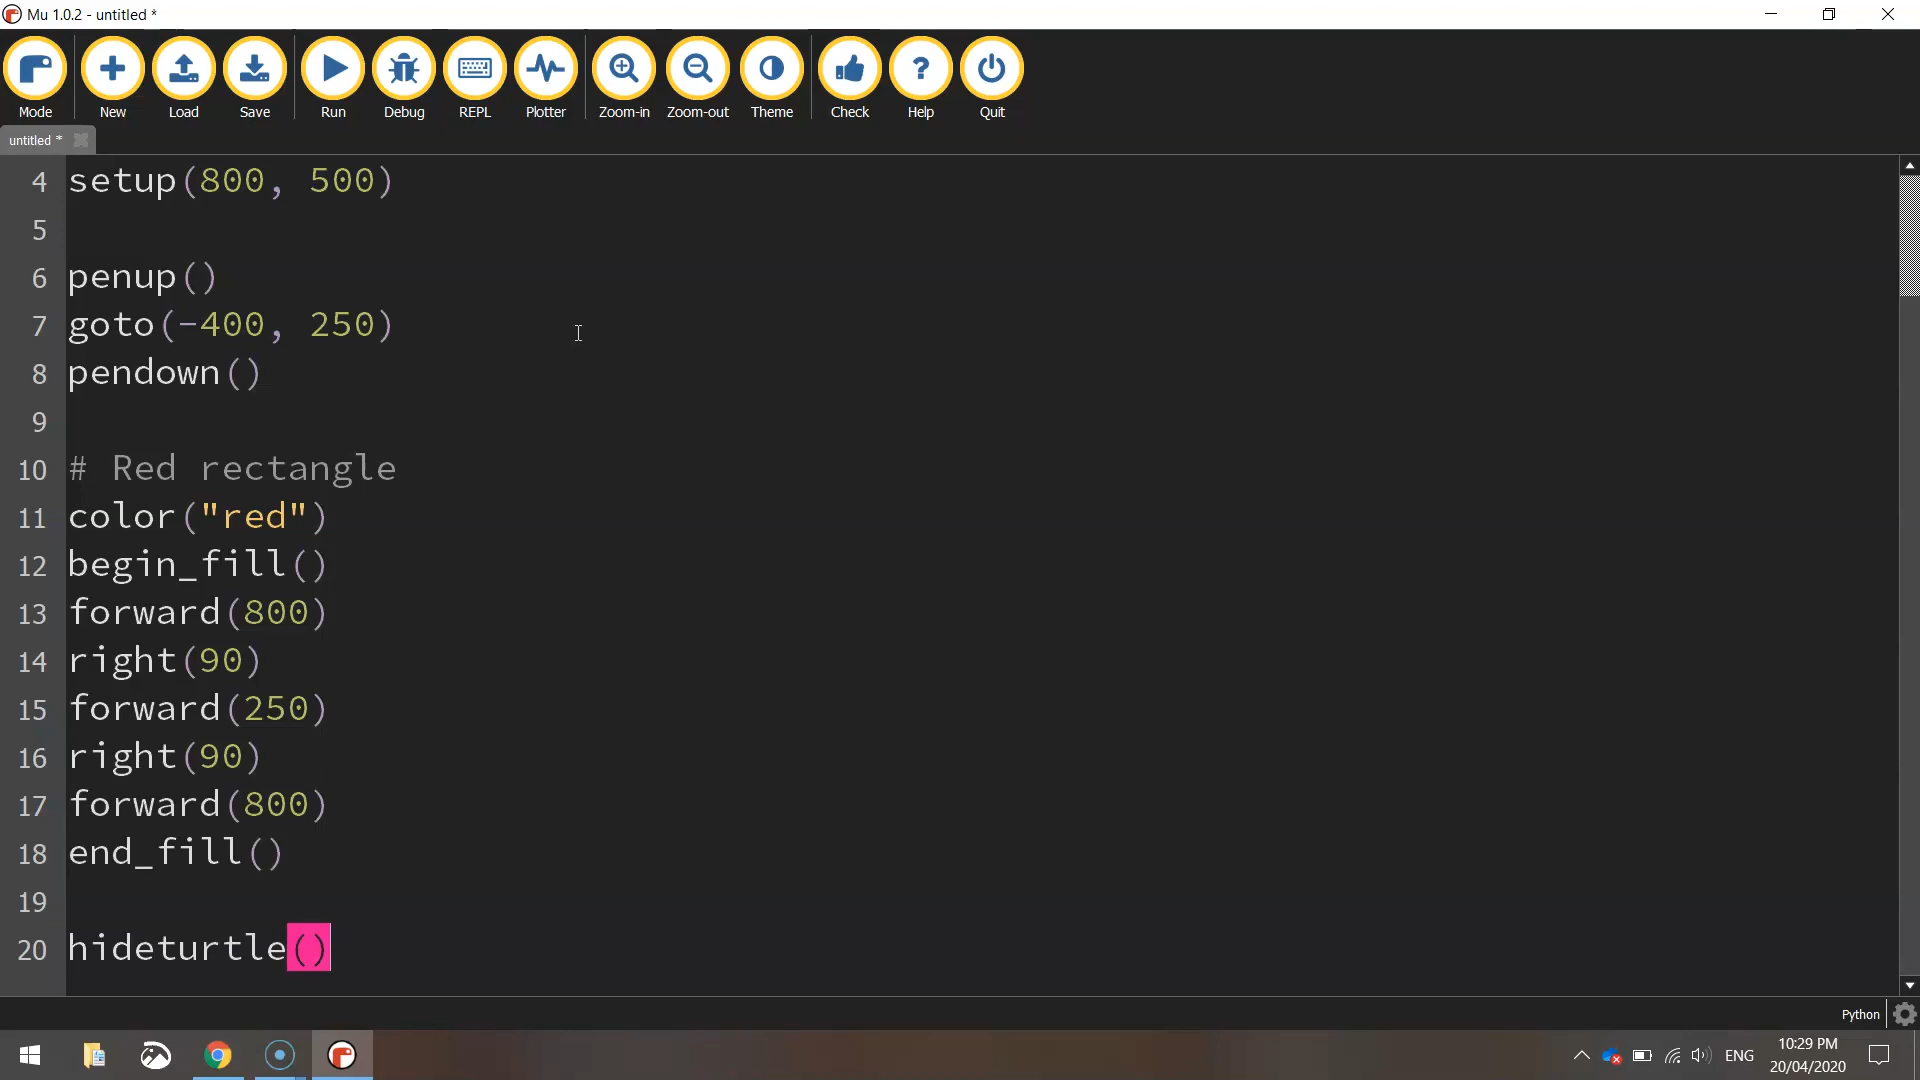 Mu 1.0.2 - untitled *
Mode New Load Save Run Debug REPL Plotter Zoom-in Zoom-out Theme Check Help Quit
untitled *
4 setup(800, 500)
5
6 penup()
7 goto(-400, 250)
8 pendown()
9
10 # Red rectangle
11 color("red")
12 begin_fill()
13 forward(800)
14 right(90)
15 forward(250)
16 right(90)
17 forward(800)
18 end_fill()
19
20 hideturtle()
Python
ENG
10:29 PM
20/04/2020